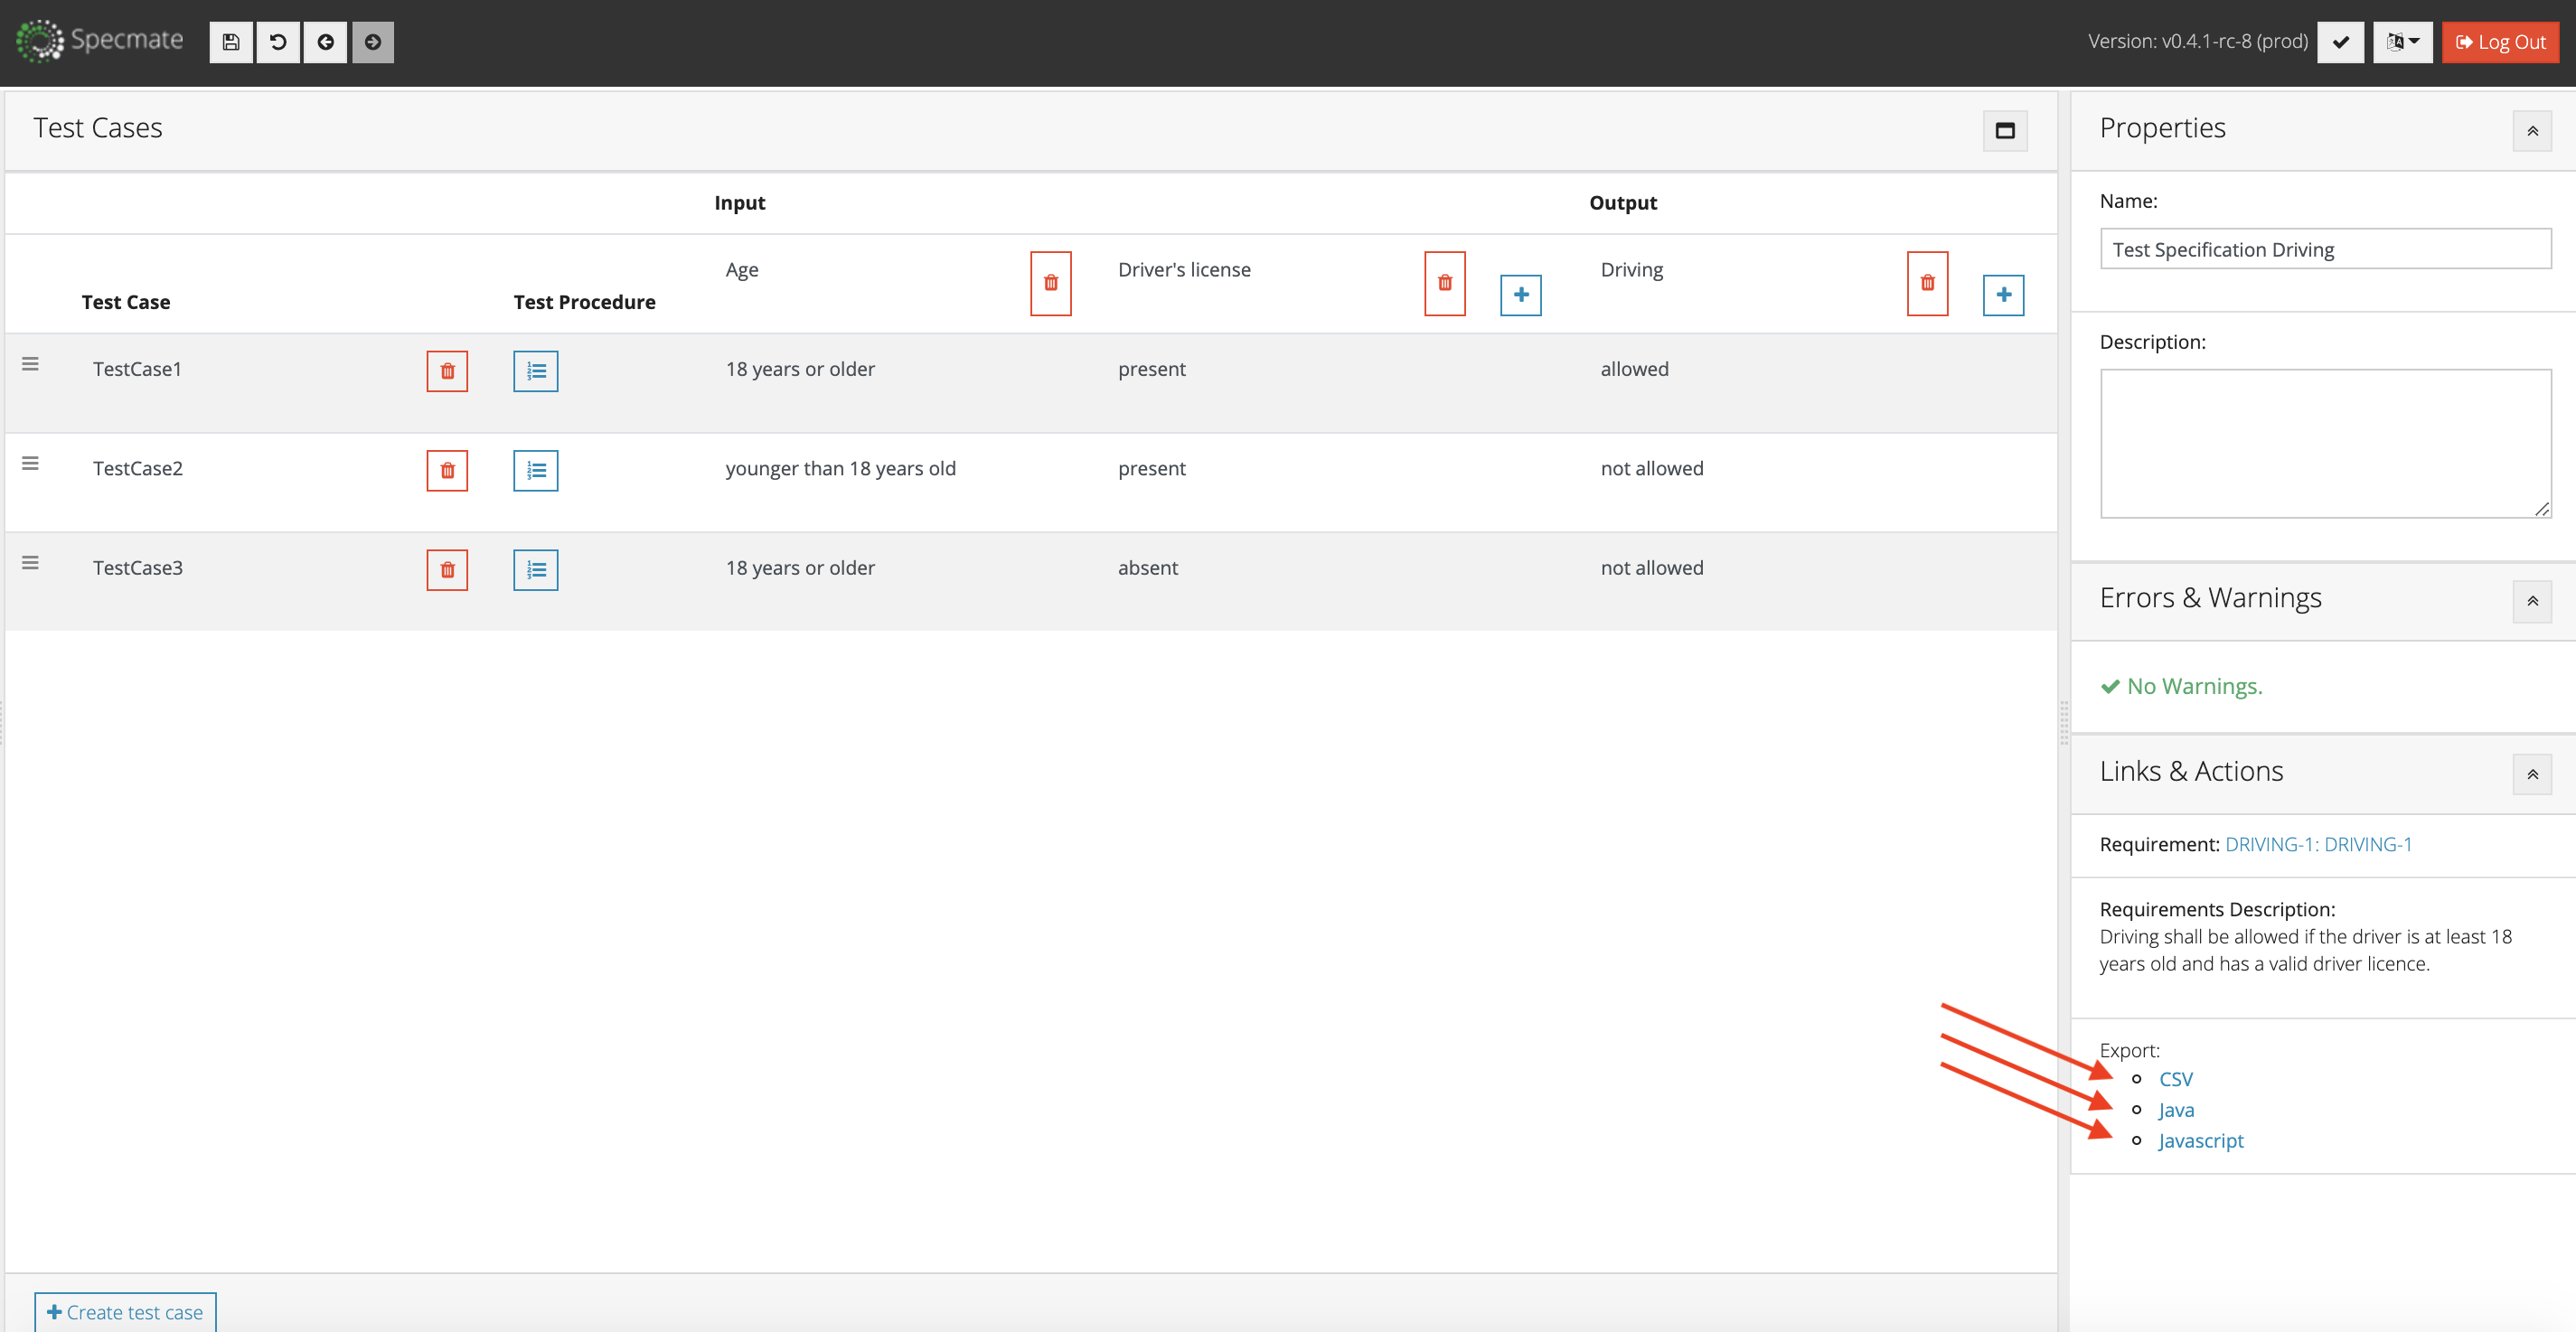 Specmate
Version: v0.4.1-rc-8 (prod)
Log Out
Test Cases
Input
Output
Test Case
Test Procedure
Age
Driver's license
Driving
TestCase1
18 years or older
present
allowed
TestCase2
younger than 18 years old
present
not allowed
TestCase3
18 years or older
absent
not allowed
Create test case
Properties
Name:
Test Specification Driving
Description:
Errors & Warnings
No Warnings.
Links & Actions
Requirement: DRIVING-1: DRIVING-1
Requirements Description:
Driving shall be allowed if the driver is at least 18
years old and has a valid driver licence.
Export:
CSV
Java
Javascript